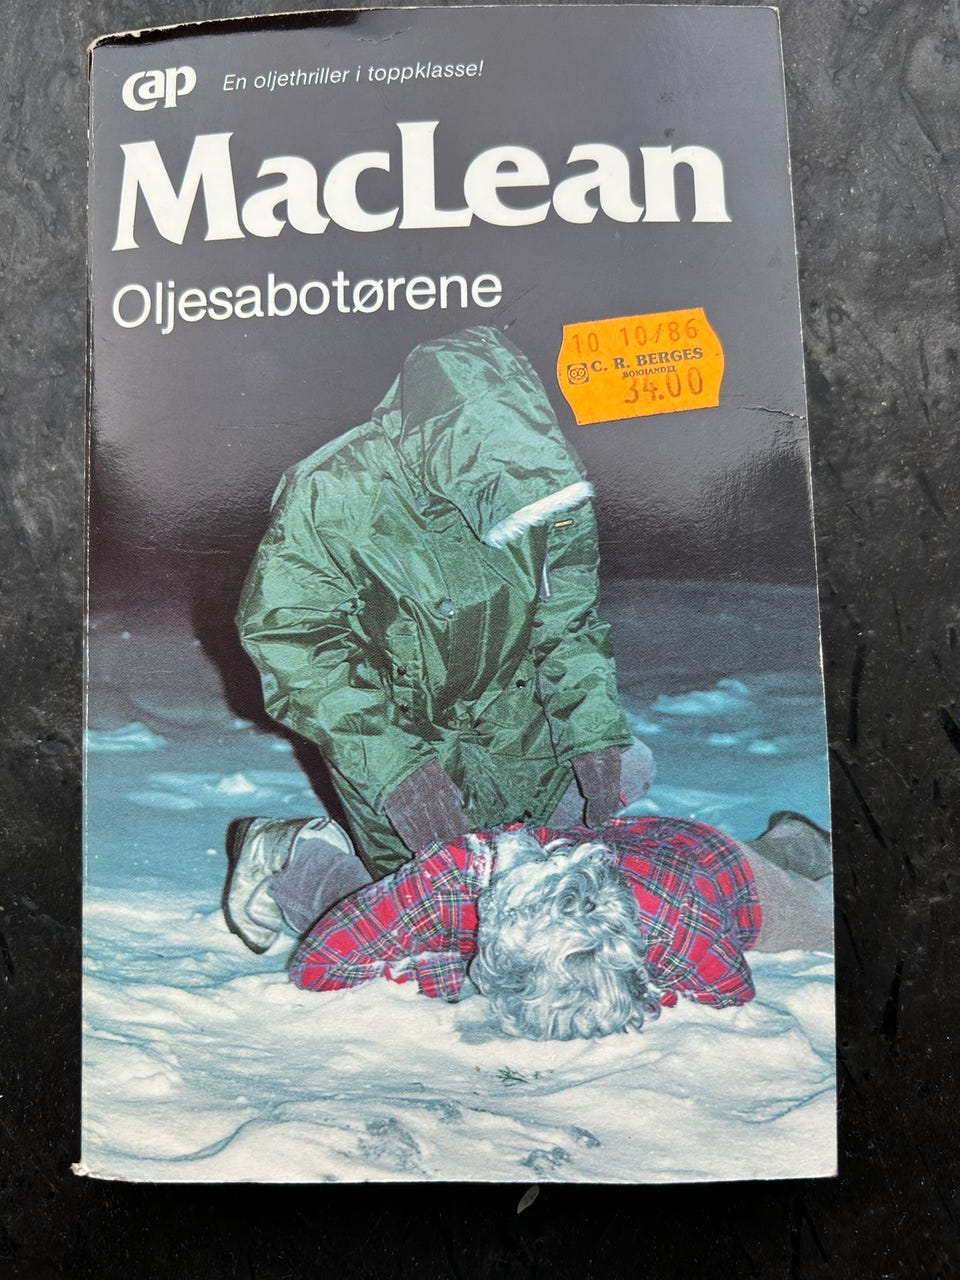 cap
En oljethriller i toppklasse!
MacLean
Oljesabotørene
10 10/86
C. R. BERGES
BOKHANDEL
34.00